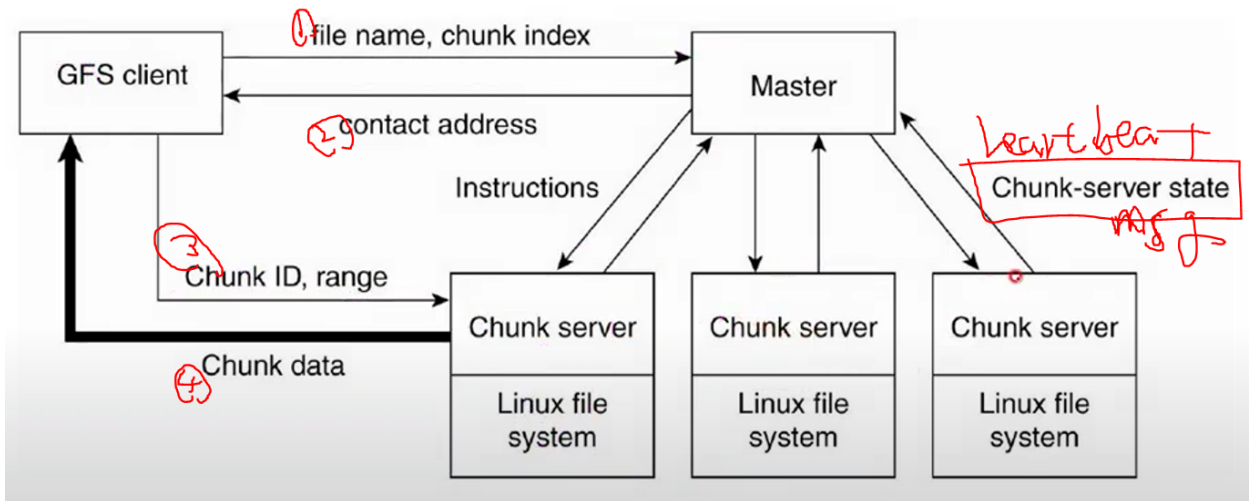 ① file name, chunk index
GFS client
Master
② contact address
heartbeat
Instructions
Chunk-server state
msg
③
Chunk ID, range
Chunk server
Chunk server
Chunk server
④ Chunk data
Linux file
system
Linux file
system
Linux file
system